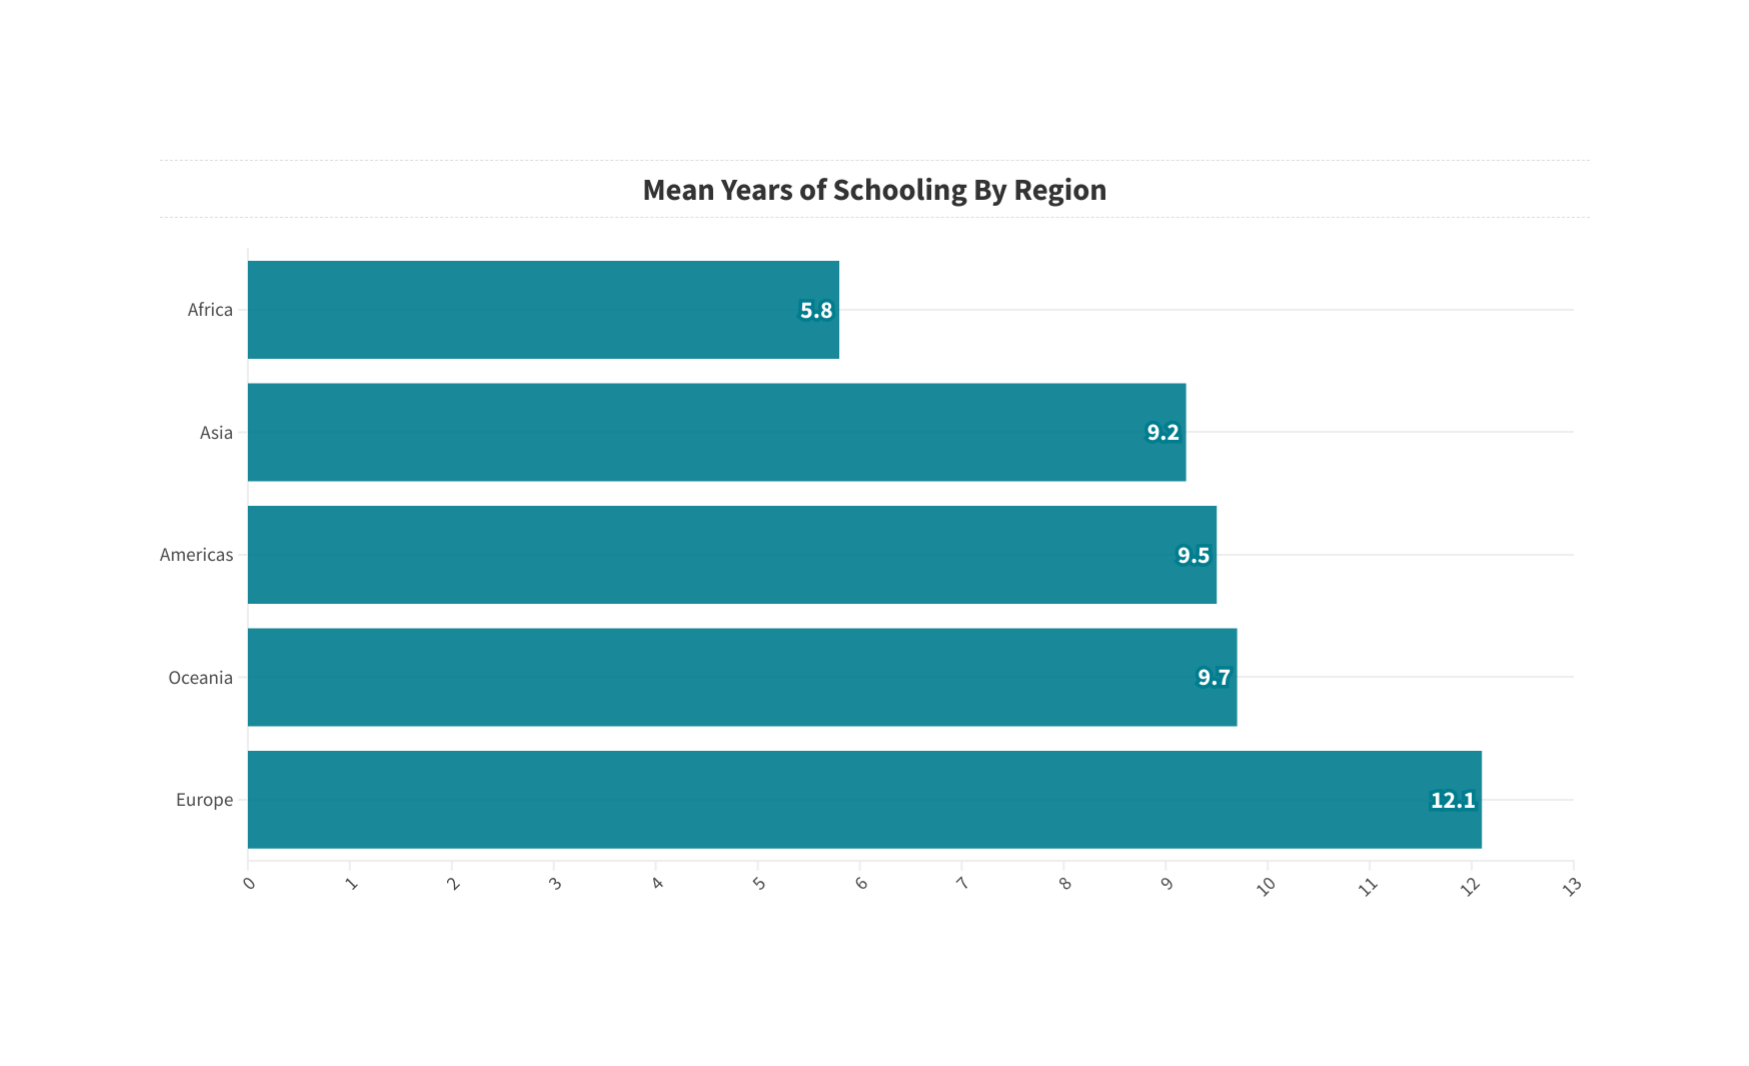 Mean Years of Schooling By Region
Africa
5.8
Asia
9.2
Americas
9.5
Oceania
9.7
Europe
12.1
0 1 2 3 4 5 6 7 8 9 10 11 12 13